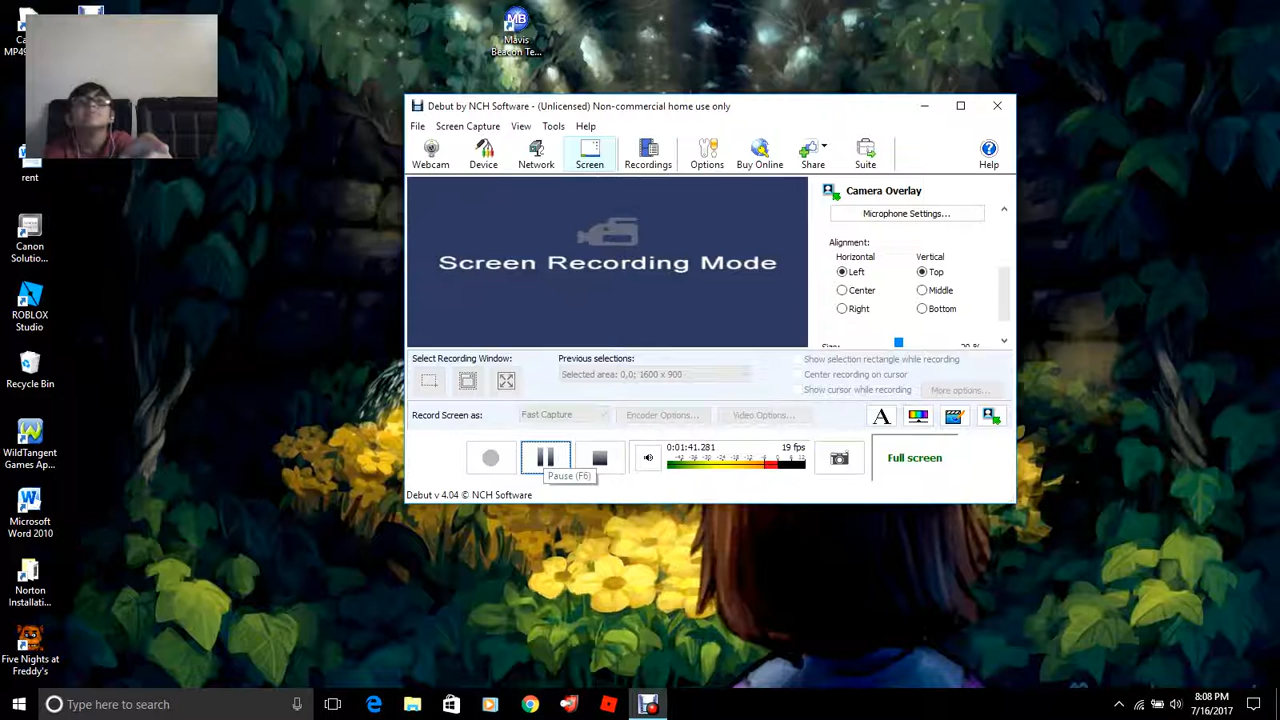 Ca
MP4S
Mavis
Beacon Te...
rent
Canon
Solutio...
ROBLOX
Studio
Recycle Bin
WildTangent
Games Ap...
Microsoft
Word 2010
Norton
Installati...
Five Nights at
Freddy's
Debut by NCH Software - (Unlicensed) Non-commercial home use only
File Screen Capture View Tools Help
Webcam Device Network Screen Recordings Options Buy Online Share Suite Help
Screen Recording Mode
Camera Overlay
Microphone Settings...
Alignment:
Horizontal Vertical
Left Top
Center Middle
Right Bottom
Select Recording Window: Previous selections:
Selected area: 0,0; 1600 x 900
Show selection rectangle while recording
Center recording on cursor
Show cursor while recording More options...
Record Screen as: Fast Capture Encoder Options... Video Options...
0:01:41.281 19 fps
Full screen
Pause (F6)
Debut v 4.04 © NCH Software
Type here to search
8:08 PM
7/16/2017